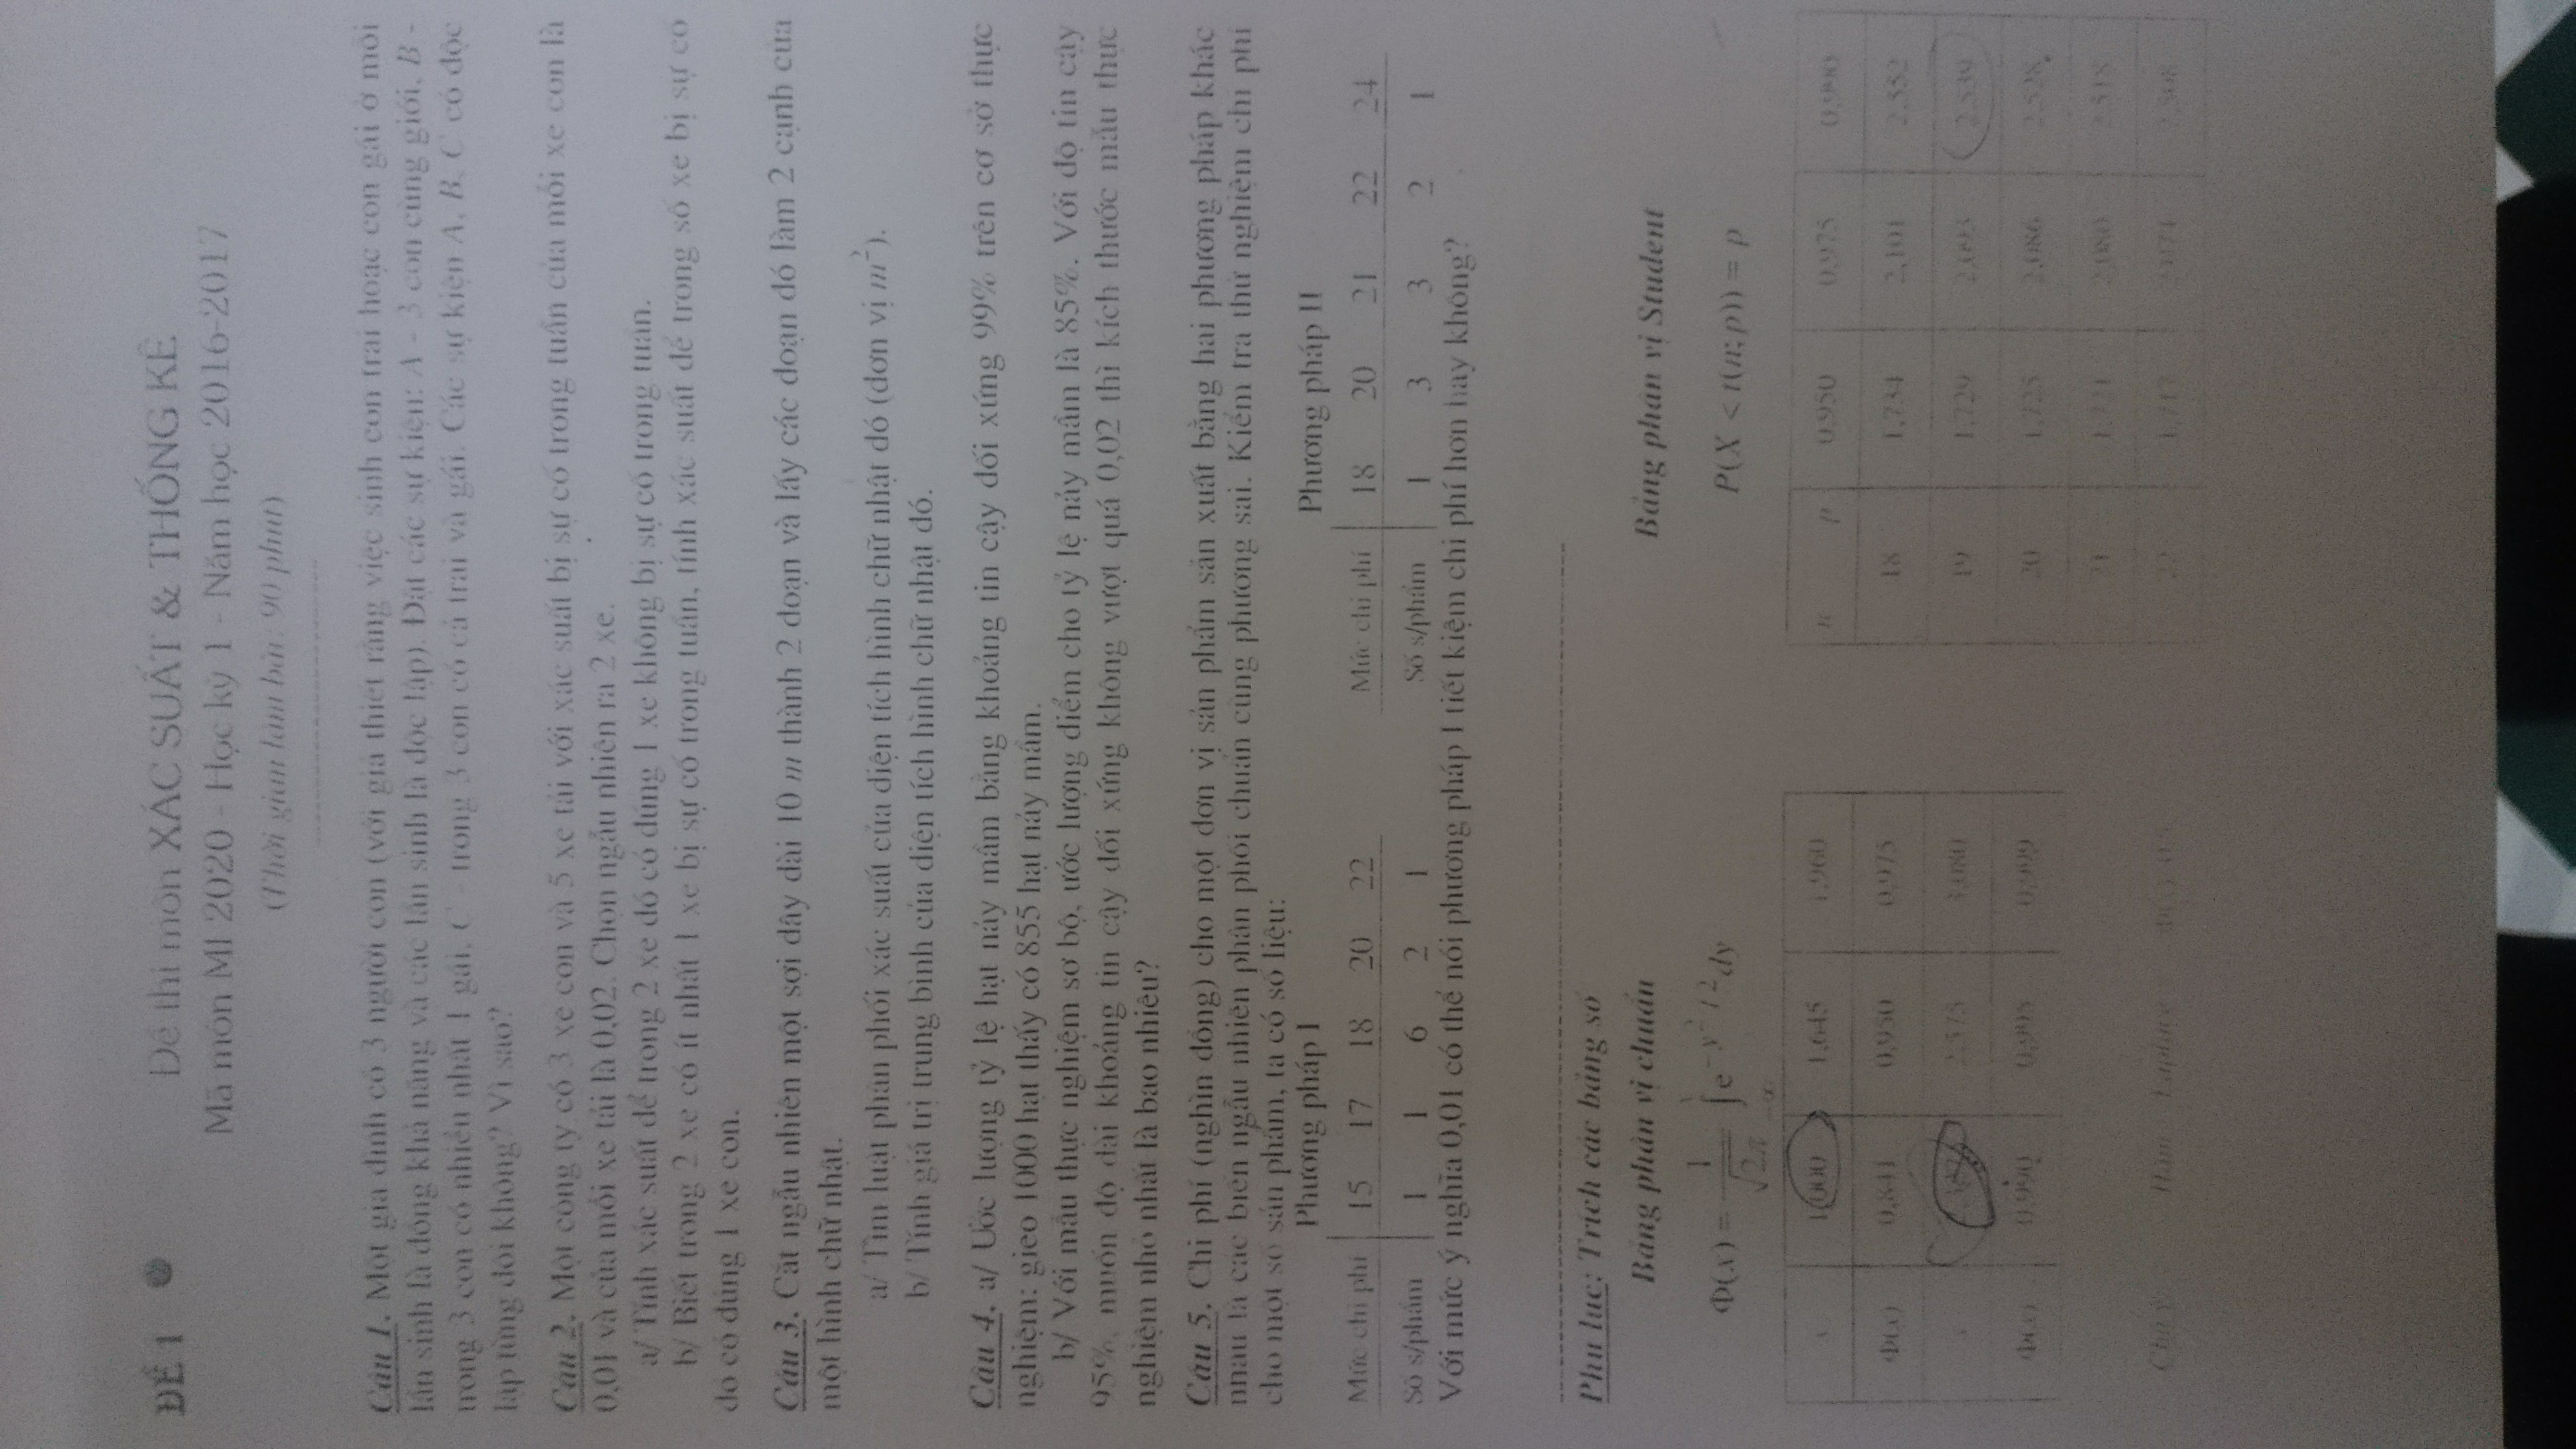 ĐỀ 1
Đề thi môn XÁC SUẤT & THỐNG KÊ
Mã môn MI 2020 - Học kỳ 1 - Năm học 2016-2017
(Thời gian làm bài: 90 phút)
Câu 1. Một gia đình có 3 người con (với giả thiết rằng việc sinh con trai hoặc con gái ở mỗi
lần sinh là đồng khả năng và các lần sinh là độc lập). Đặt các sự kiện: A - 3 con cùng giới, B -
trong 3 con có nhiều nhất 1 gái, C - trong 3 con có cả trai và gái. Các sự kiện A, B, C có độc
lập từng đôi không? Vì sao?
Câu 2. Một công ty có 3 xe con và 5 xe tải với xác suất bị sự cố trong tuần của mỗi xe con là
0,01 và của mỗi xe tải là 0,02. Chọn ngẫu nhiên ra 2 xe.
a/ Tính xác suất để trong 2 xe đó có đúng 1 xe không bị sự cố trong tuần.
b/ Biết trong 2 xe có ít nhất 1 xe bị sự cố trong tuần, tính xác suất để trong số xe bị sự cố
đó có đúng 1 xe con.
Câu 3. Cắt ngẫu nhiên một sợi dây dài 10 m thành 2 đoạn và lấy các đoạn đó làm 2 cạnh của
một hình chữ nhật.
a/ Tìm luật phân phối xác suất của diện tích hình chữ nhật đó (đơn vị m²).
b/ Tính giá trị trung bình của diện tích hình chữ nhật đó.
Câu 4. a/ Ước lượng tỷ lệ hạt nảy mầm bằng khoảng tin cậy đối xứng 99% trên cơ sở thực
nghiệm: gieo 1000 hạt thấy có 855 hạt nảy mầm.
b/ Với mẫu thực nghiệm sơ bộ, ước lượng điểm cho tỷ lệ nảy mầm là 85%. Với độ tin cậy
95%, muốn độ dài khoảng tin cậy đối xứng không vượt quá 0,02 thì kích thước mẫu thực
nghiệm nhỏ nhất là bao nhiêu?
Câu 5. Chi phí (nghìn đồng) cho một đơn vị sản phẩm sản xuất bằng hai phương pháp khác
nhau là các biến ngẫu nhiên phân phối chuẩn cùng phương sai. Kiểm tra thử nghiệm chi phí
cho một số sản phẩm, ta có số liệu:
Phương pháp I Phương pháp II
Mức chi phí 15 17 18 20 22 Mức chi phí 18 20 21 22 24
Số s/phẩm 1 1 6 2 1 Số s/phẩm 1 3 3 2 1
Với mức ý nghĩa 0,01 có thể nói phương pháp I tiết kiệm chi phí hơn hay không?
Phụ lục: Trích các bảng số
Bảng phân vị chuẩn Bảng phân vị Student
Φ(x) = 1/√2π ∫ e^(-y²/2) dy P(X < t(n; p)) = p
x 1,000 1,645 1,960 n p 0,950 0,975 0,990
Φ(x) 0,841 0,950 0,975 18 1,734 2,101 2,552
x 2,575 3,080 19 1,729 2,093 2,539
Φ(x) 0,990 0,995 0,999 20 1,725 2,086 2,528
21 1,721 2,080 2,518
Chú ý: Hàm Laplace 22 1,717 2,074 2,508